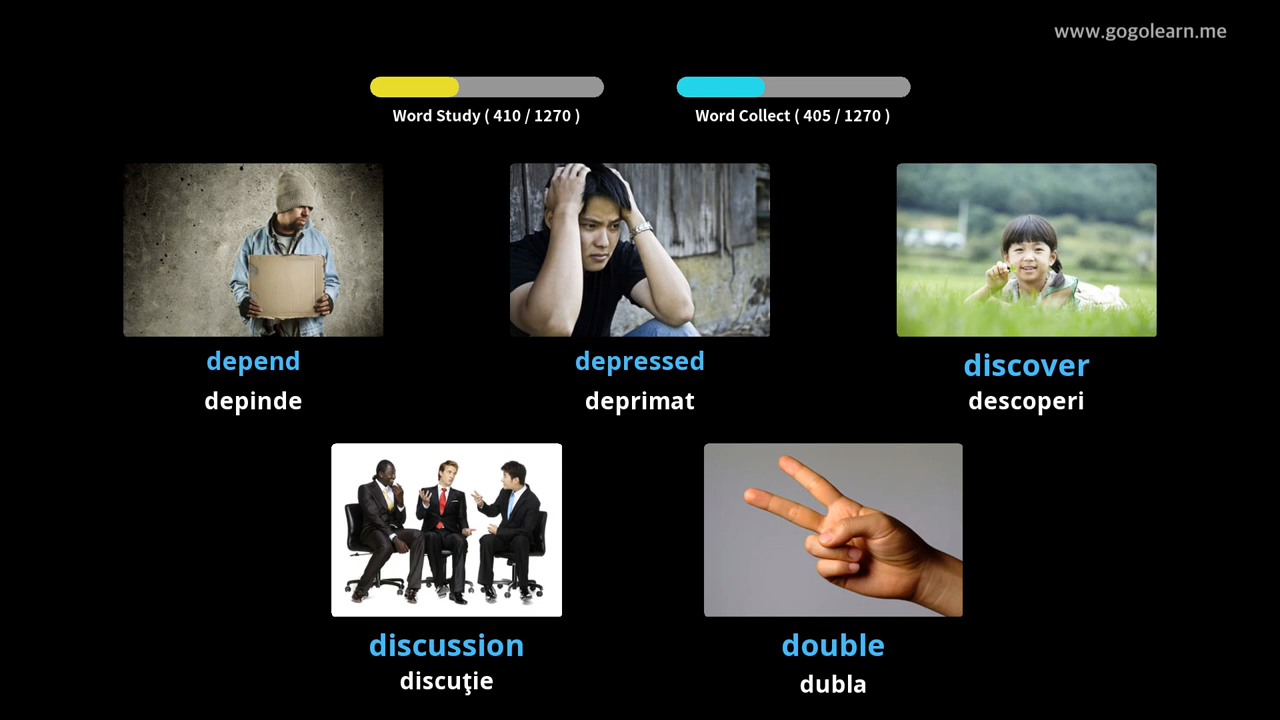 www.gogolearn.me
Word Study ( 410 / 1270 )
Word Collect ( 405 / 1270 )
depend
depinde
depressed
deprimat
discover
descoperi
discussion
discuţie
double
dubla